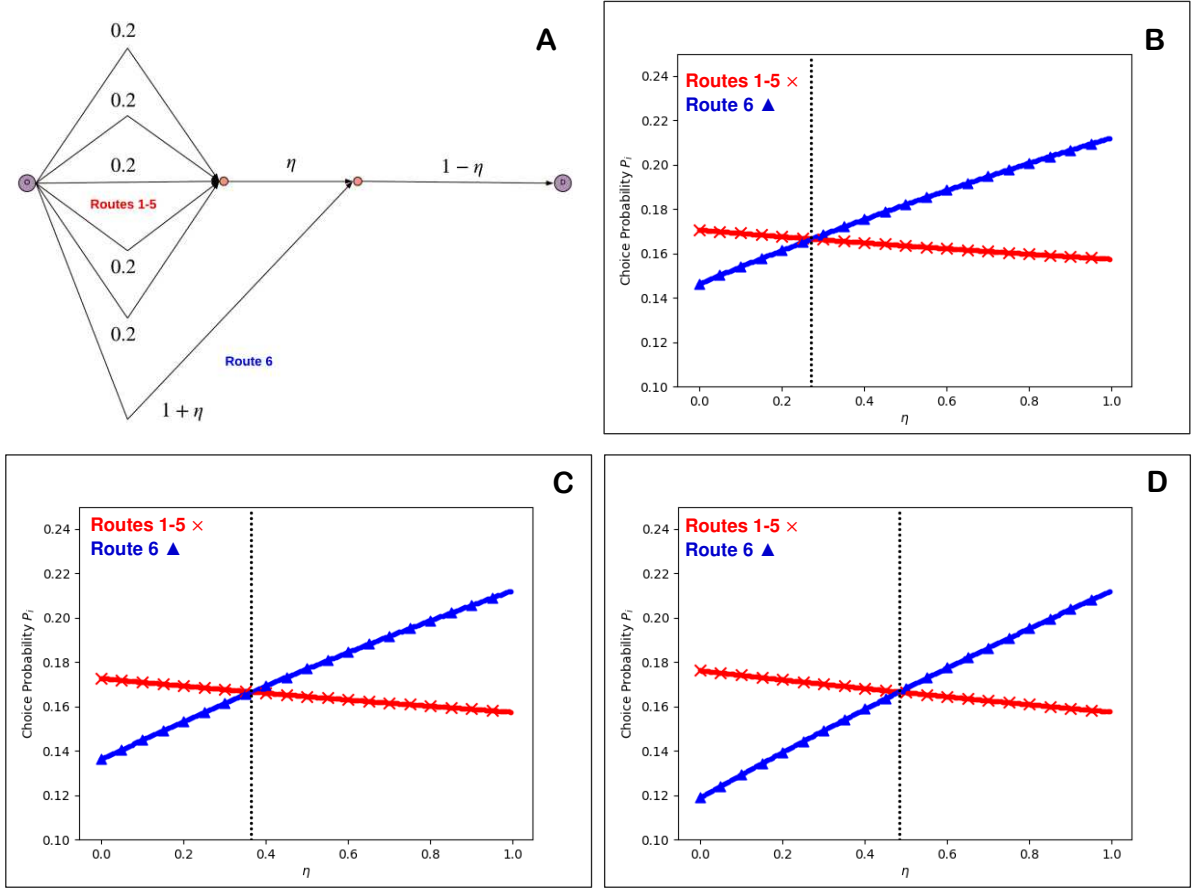 A
0.2
0.2
0.2
η
1 − η
O
D
Routes 1-5
0.2
0.2
Route 6
1 + η
B
Routes 1-5 ×
Route 6 ▲
Choice Probability Pi
0.24
0.22
0.20
0.18
0.16
0.14
0.12
0.10
0.0 0.2 0.4 0.6 0.8 1.0
η
C
Routes 1-5 ×
Route 6 ▲
Choice Probability Pi
0.24
0.22
0.20
0.18
0.16
0.14
0.12
0.10
0.0 0.2 0.4 0.6 0.8 1.0
η
D
Routes 1-5 ×
Route 6 ▲
Choice Probability Pi
0.24
0.22
0.20
0.18
0.16
0.14
0.12
0.10
0.0 0.2 0.4 0.6 0.8 1.0
η